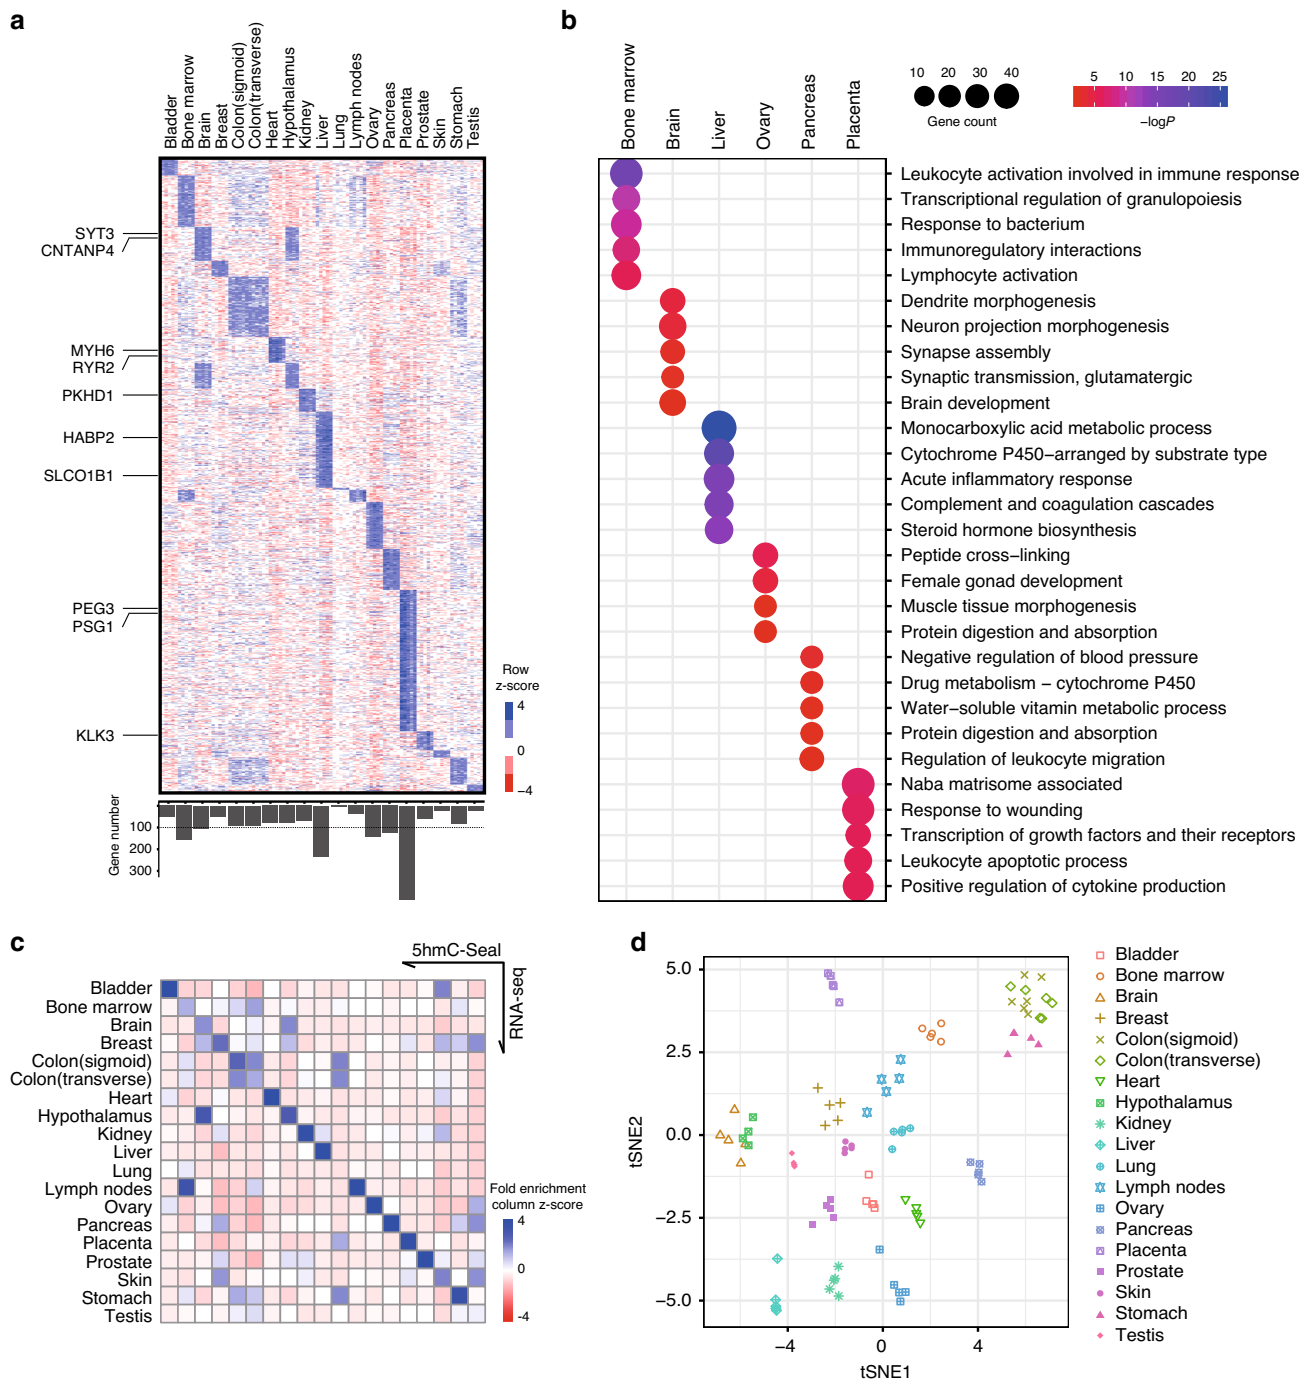 a
Bladder
Bone marrow
Brain
Breast
Colon(sigmoid)
Colon(transverse)
Heart
Hypothalamus
Kidney
Liver
Lung
Lymph nodes
Ovary
Pancreas
Placenta
Prostate
Skin
Stomach
Testis
SYT3
CNTANP4
MYH6
RYR2
PKHD1
HABP2
SLCO1B1
PEG3
PSG1
KLK3
Row
z-score
4
0
−4
Gene number
100
200
300
b
Bone marrow
Brain
Liver
Ovary
Pancreas
Placenta
10 20 30 40
Gene count
5 10 15 20 25
−logP
Leukocyte activation involved in immune response
Transcriptional regulation of granulopoiesis
Response to bacterium
Immunoregulatory interactions
Lymphocyte activation
Dendrite morphogenesis
Neuron projection morphogenesis
Synapse assembly
Synaptic transmission, glutamatergic
Brain development
Monocarboxylic acid metabolic process
Cytochrome P450−arranged by substrate type
Acute inflammatory response
Complement and coagulation cascades
Steroid hormone biosynthesis
Peptide cross−linking
Female gonad development
Muscle tissue morphogenesis
Protein digestion and absorption
Negative regulation of blood pressure
Drug metabolism − cytochrome P450
Water−soluble vitamin metabolic process
Protein digestion and absorption
Regulation of leukocyte migration
Naba matrisome associated
Response to wounding
Transcription of growth factors and their receptors
Leukocyte apoptotic process
Positive regulation of cytokine production
c
5hmC-Seal
RNA-seq
Bladder
Bone marrow
Brain
Breast
Colon(sigmoid)
Colon(transverse)
Heart
Hypothalamus
Kidney
Liver
Lung
Lymph nodes
Ovary
Pancreas
Placenta
Prostate
Skin
Stomach
Testis
Fold enrichment
column z-score
4
0
-4
d
5.0
2.5
0.0
−2.5
−5.0
tSNE2
−4 0 4
tSNE1
Bladder
Bone marrow
Brain
Breast
Colon(sigmoid)
Colon(transverse)
Heart
Hypothalamus
Kidney
Liver
Lung
Lymph nodes
Ovary
Pancreas
Placenta
Prostate
Skin
Stomach
Testis